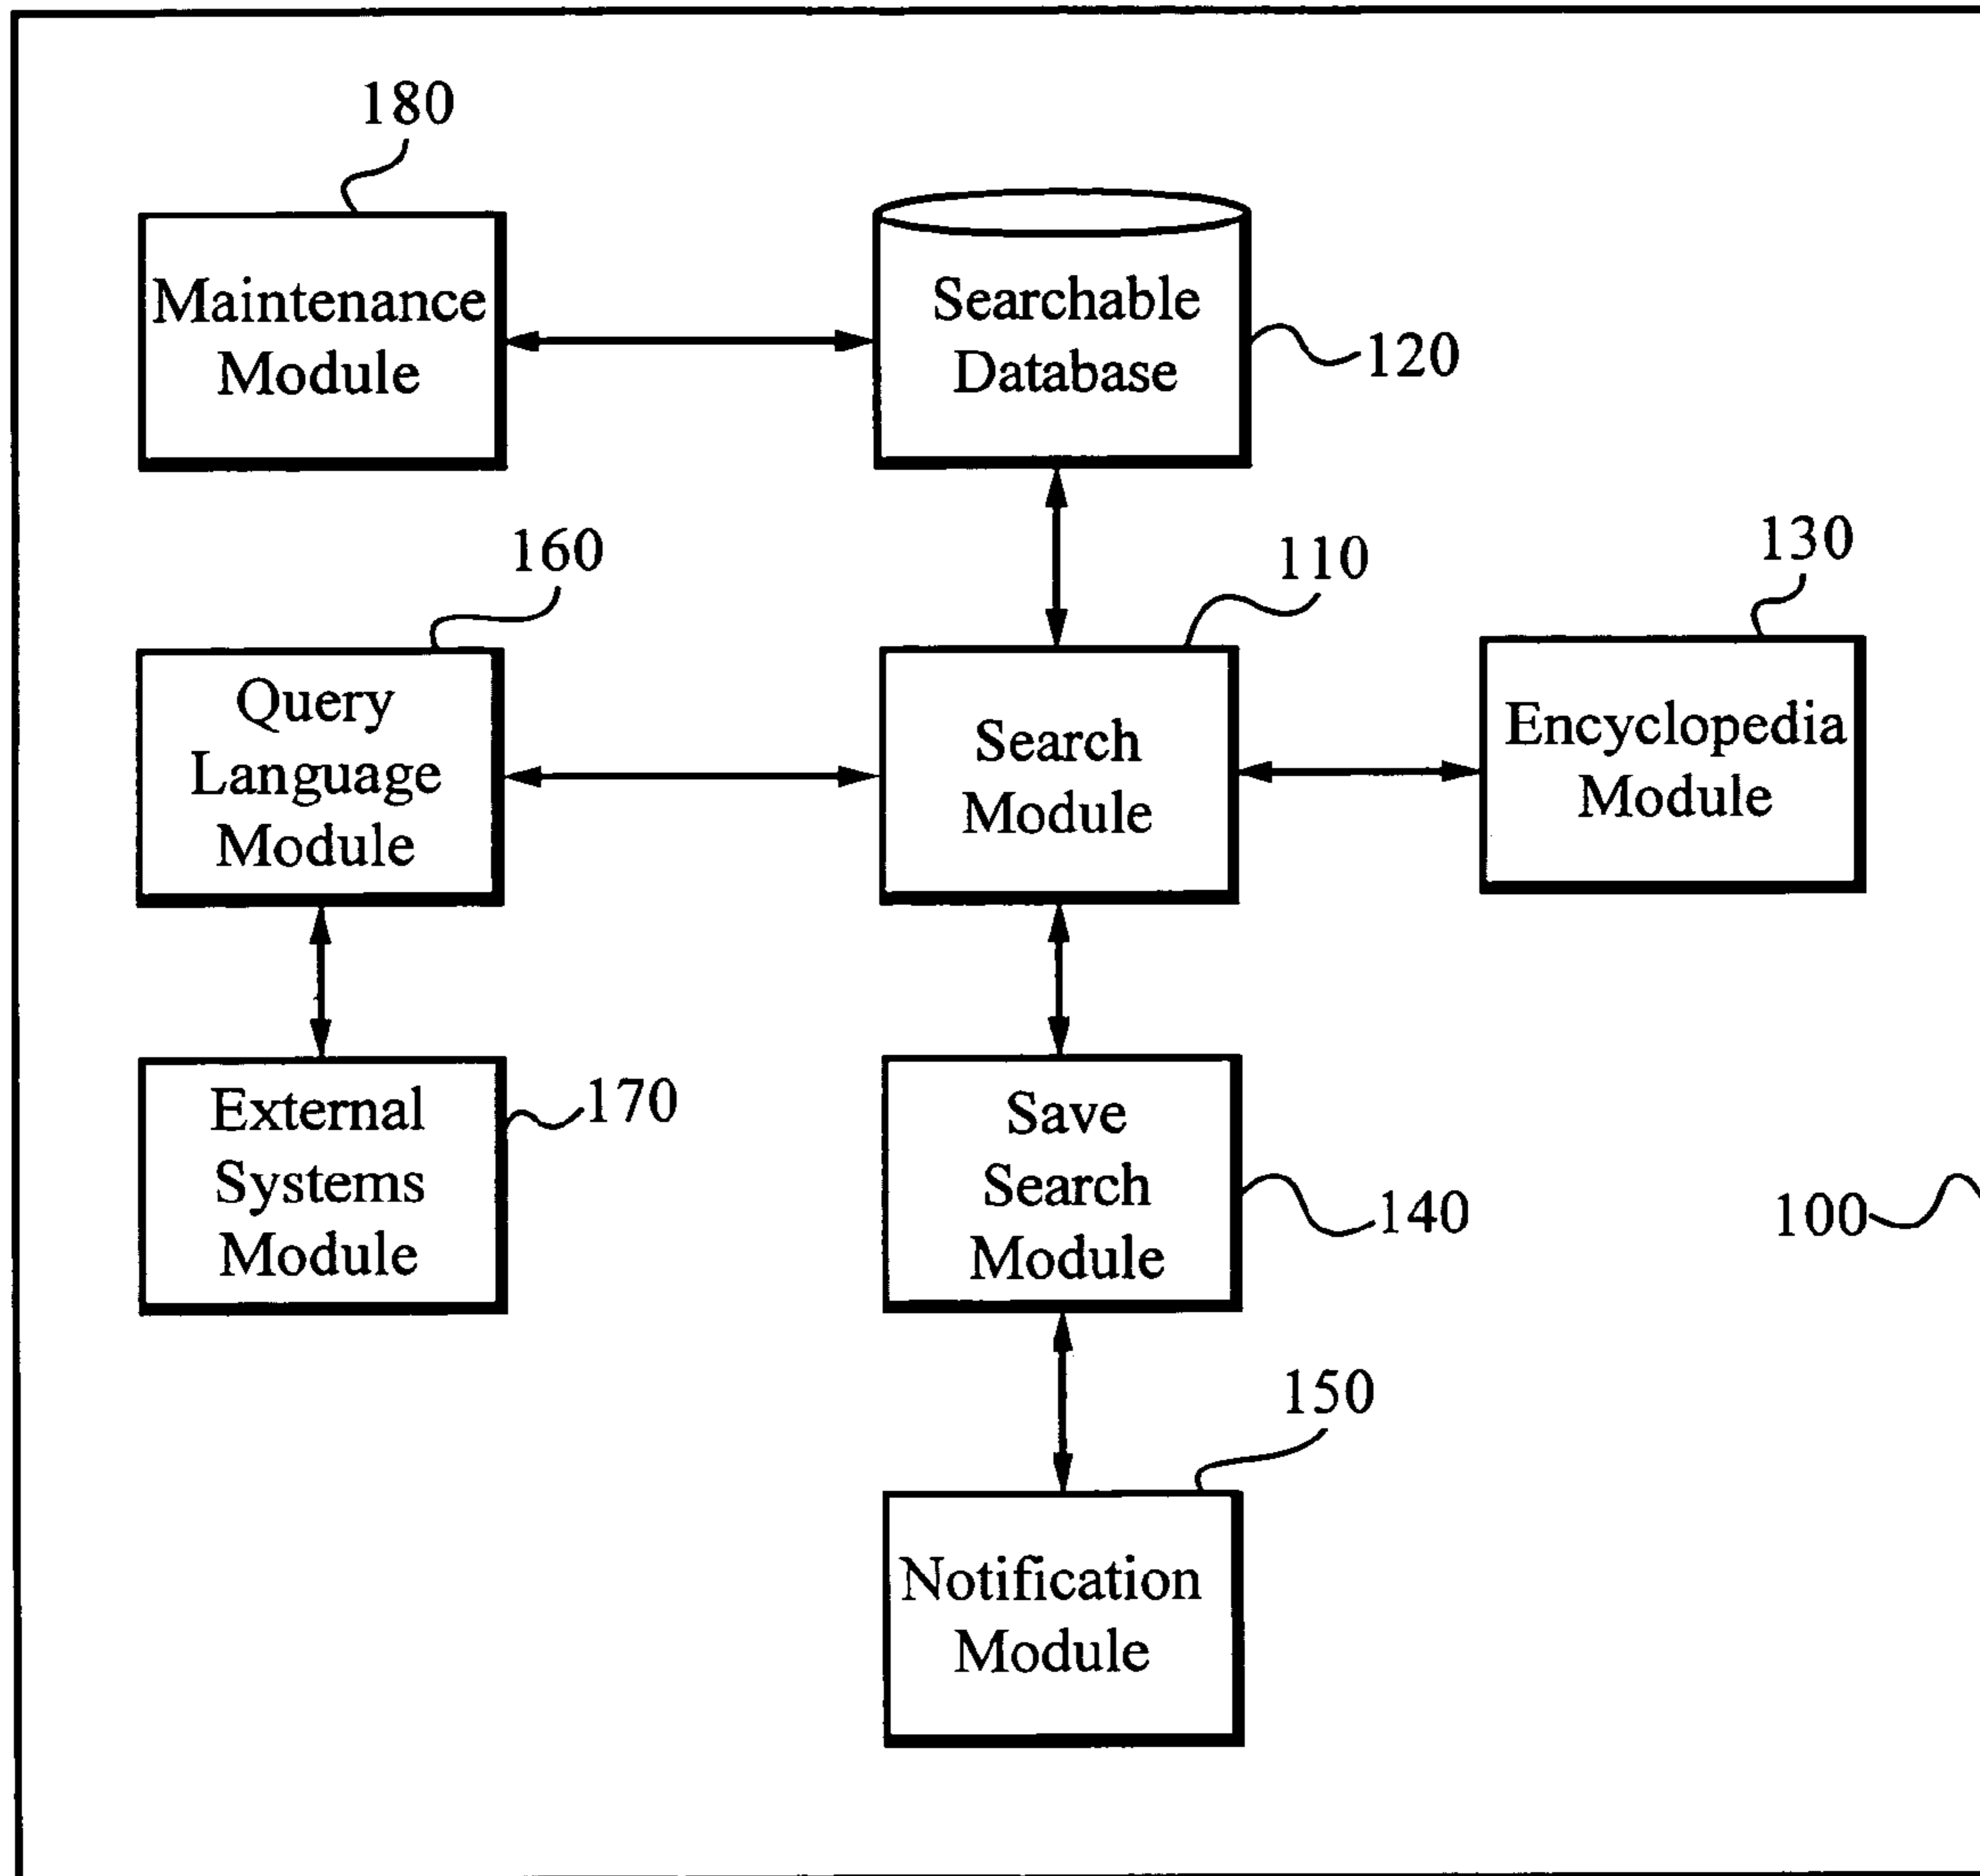 180
Maintenance
Module
Searchable
Database
120
160
110
130
Query
Language
Module
Search
Module
Encyclopedia
Module
External
Systems
Module
170
Save
Search
Module
140
100
150
Notification
Module